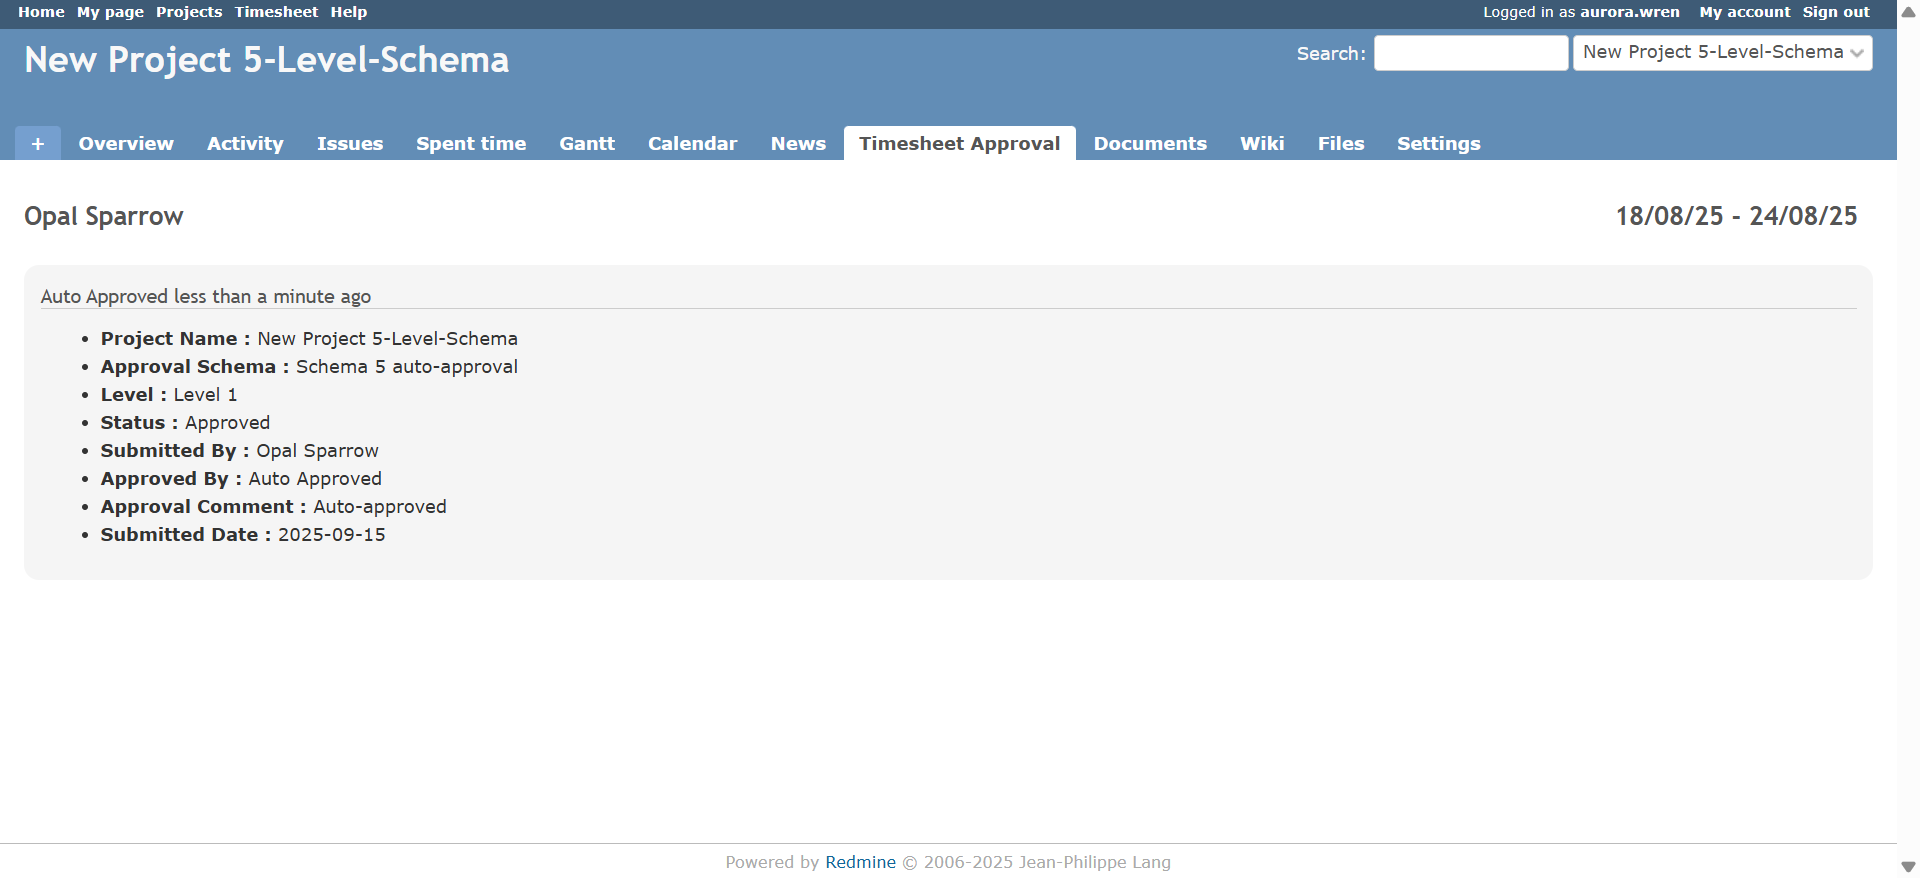 Home My page Projects Timesheet Help Logged in as aurora.wren My account Sign out
New Project 5-Level-Schema Search: New Project 5-Level-Schema
+ Overview Activity Issues Spent time Gantt Calendar News Timesheet Approval Documents Wiki Files Settings
Opal Sparrow 18/08/25 - 24/08/25
Auto Approved less than a minute ago
• Project Name : New Project 5-Level-Schema
• Approval Schema : Schema 5 auto-approval
• Level : Level 1
• Status : Approved
• Submitted By : Opal Sparrow
• Approved By : Auto Approved
• Approval Comment : Auto-approved
• Submitted Date : 2025-09-15
Powered by Redmine © 2006-2025 Jean-Philippe Lang